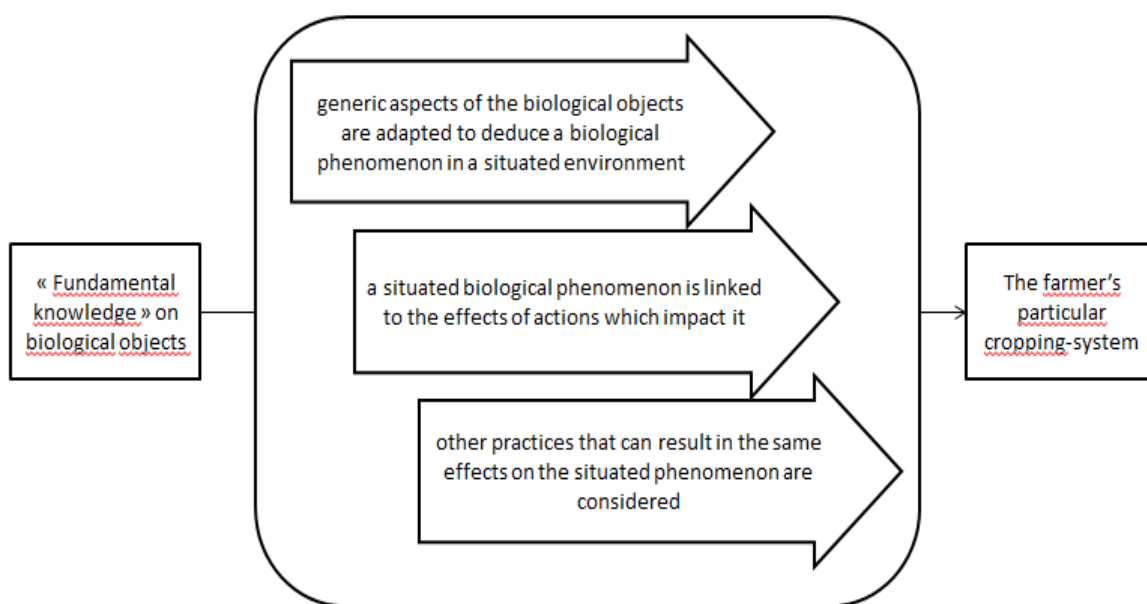 generic aspects of the biological objects
are adapted to deduce a biological
phenomenon in a situated environment
« Fundamental
knowledge » on
biological objects
a situated biological phenomenon is linked
to the effects of actions which impact it
The farmer's
particular
cropping-system
other practices that can result in the same
effects on the situated phenomenon are
considered